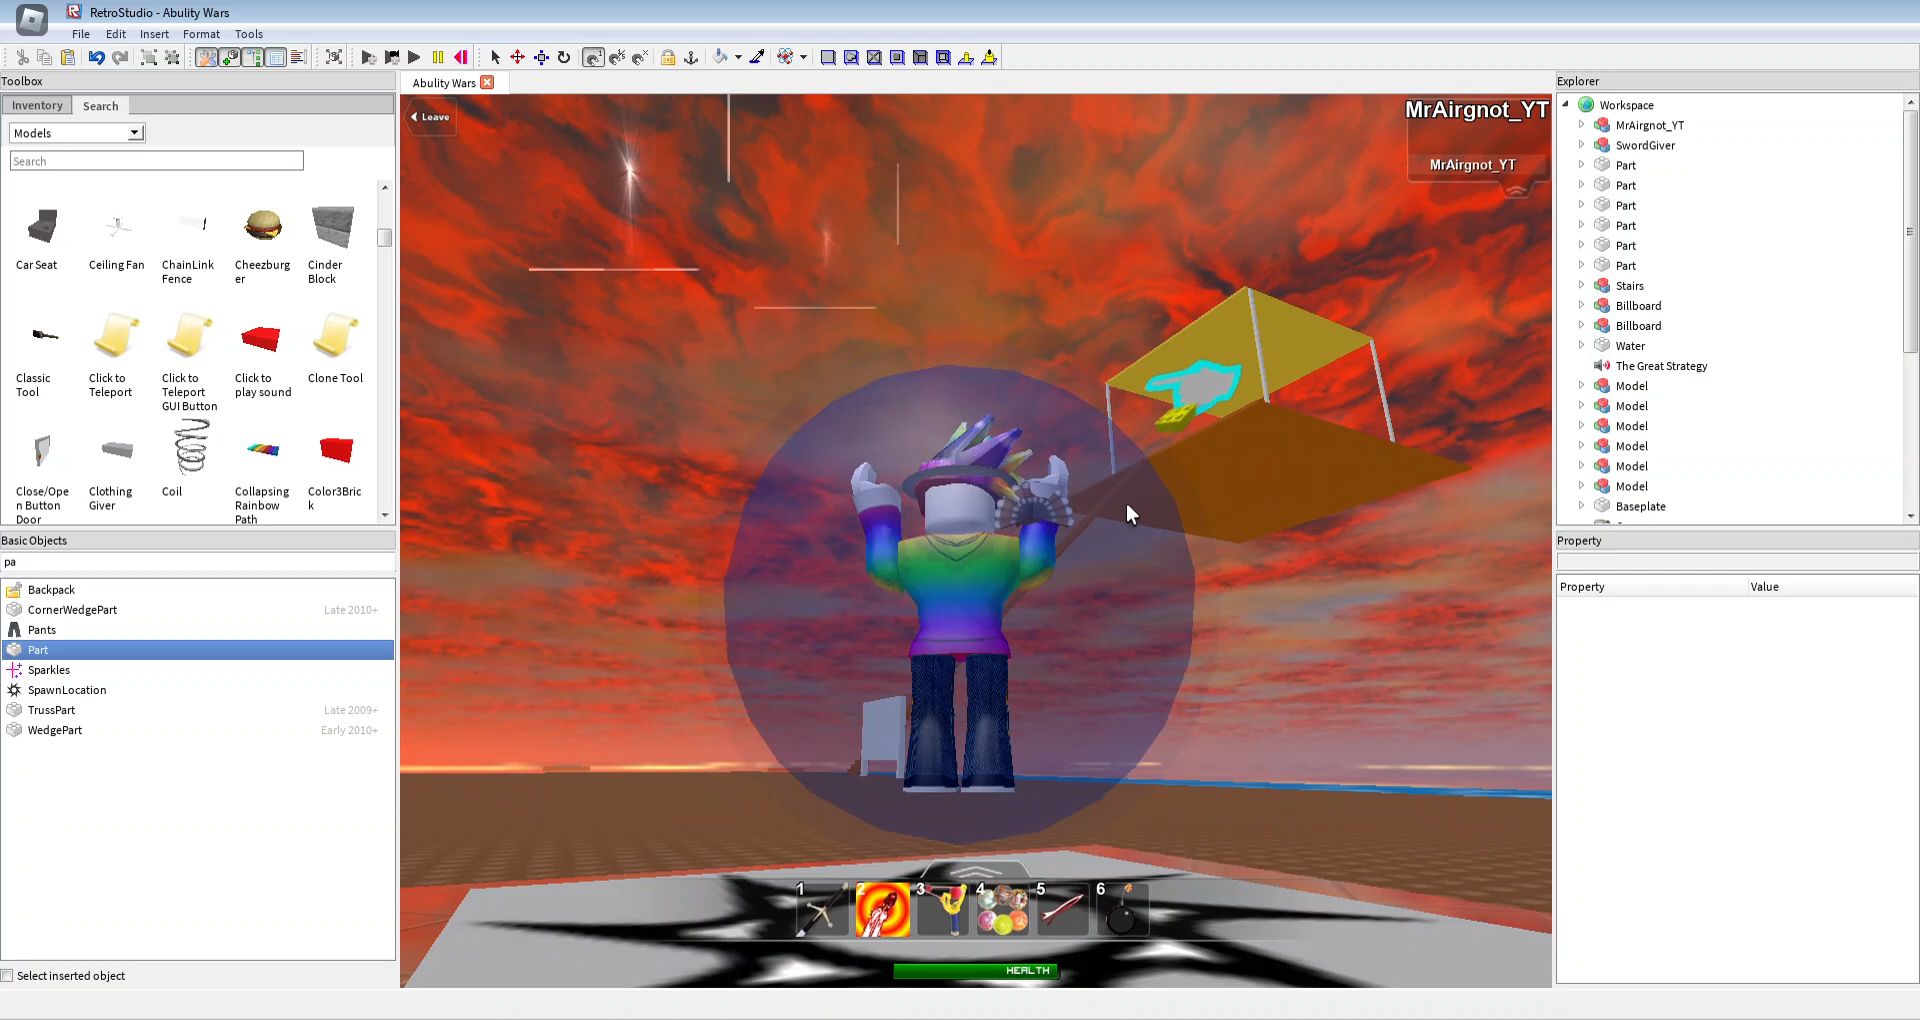 RetroStudio - Abulity Wars
File Edit Insert Format Tools
Toolbox
Inventory Search
Models
Search
Car Seat
Ceiling Fan
ChainLink
Fence
Cheezburg
er
Cinder
Block
Classic
Tool
Click to
Teleport
Click to
Teleport
GUI Button
Click to
play sound
Clone Tool
Close/Ope
n Button
Door
Clothing
Giver
Coil
Collapsing
Rainbow
Path
Color3Bric
k
Basic Objects
pa
Backpack
CornerWedgePart Late 2010+
Pants
Part
Sparkles
SpawnLocation
TrussPart Late 2009+
WedgePart Early 2010+
Select inserted object
Abulity Wars
Leave
MrAirgnot_YT
MrAirgnot_YT
1 2 3 4 5 6
HEALTH
Explorer
Workspace
MrAirgnot_YT
SwordGiver
Part
Part
Part
Part
Part
Part
Stairs
Billboard
Billboard
Water
The Great Strategy
Model
Model
Model
Model
Model
Model
Baseplate
Property
Property Value